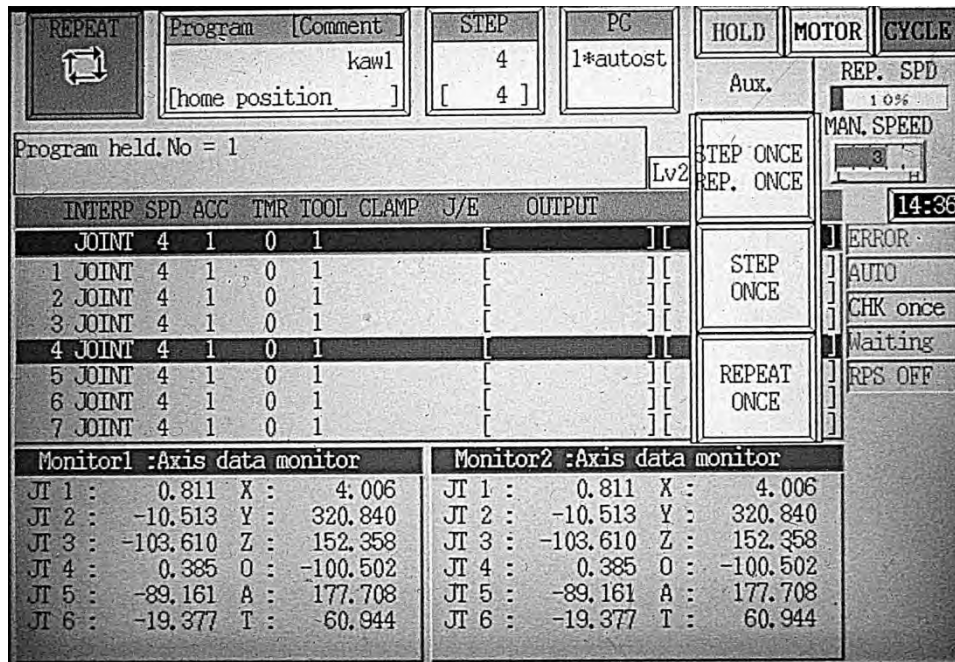 REPEAT
Program [Comment ]
kaw1
[home position ]
STEP
4
[ 4 ]
PC
1*autost
HOLD
MOTOR
CYCLE
Aux.
REP. SPD
10%
MAN. SPEED
3
L H
Program held. No = 1
Lv2
STEP ONCE
REP. ONCE
STEP
ONCE
REPEAT
ONCE
14:36
ERROR
AUTO
CHK once
Waiting
RPS OFF
INTERP SPD ACC TMR TOOL CLAMP J/E OUTPUT
JOINT 4 1 0 1 [ ][ ]
1 JOINT 4 1 0 1 [ ][ ]
2 JOINT 4 1 0 1 [ ][ ]
3 JOINT 4 1 0 1 [ ][ ]
4 JOINT 4 1 0 1 [ ][ ]
5 JOINT 4 1 0 1 [ ][ ]
6 JOINT 4 1 0 1 [ ][ ]
7 JOINT 4 1 0 1 [ ][ ]
Monitor1 :Axis data monitor
JT 1 : 0.811 X : 4.006
JT 2 : -10.513 Y : 320.840
JT 3 : -103.610 Z : 152.358
JT 4 : 0.385 O : -100.502
JT 5 : -89.161 A : 177.708
JT 6 : -19.377 T : 60.944
Monitor2 :Axis data monitor
JT 1 : 0.811 X : 4.006
JT 2 : -10.513 Y : 320.840
JT 3 : -103.610 Z : 152.358
JT 4 : 0.385 O : -100.502
JT 5 : -89.161 A : 177.708
JT 6 : -19.377 T : 60.944